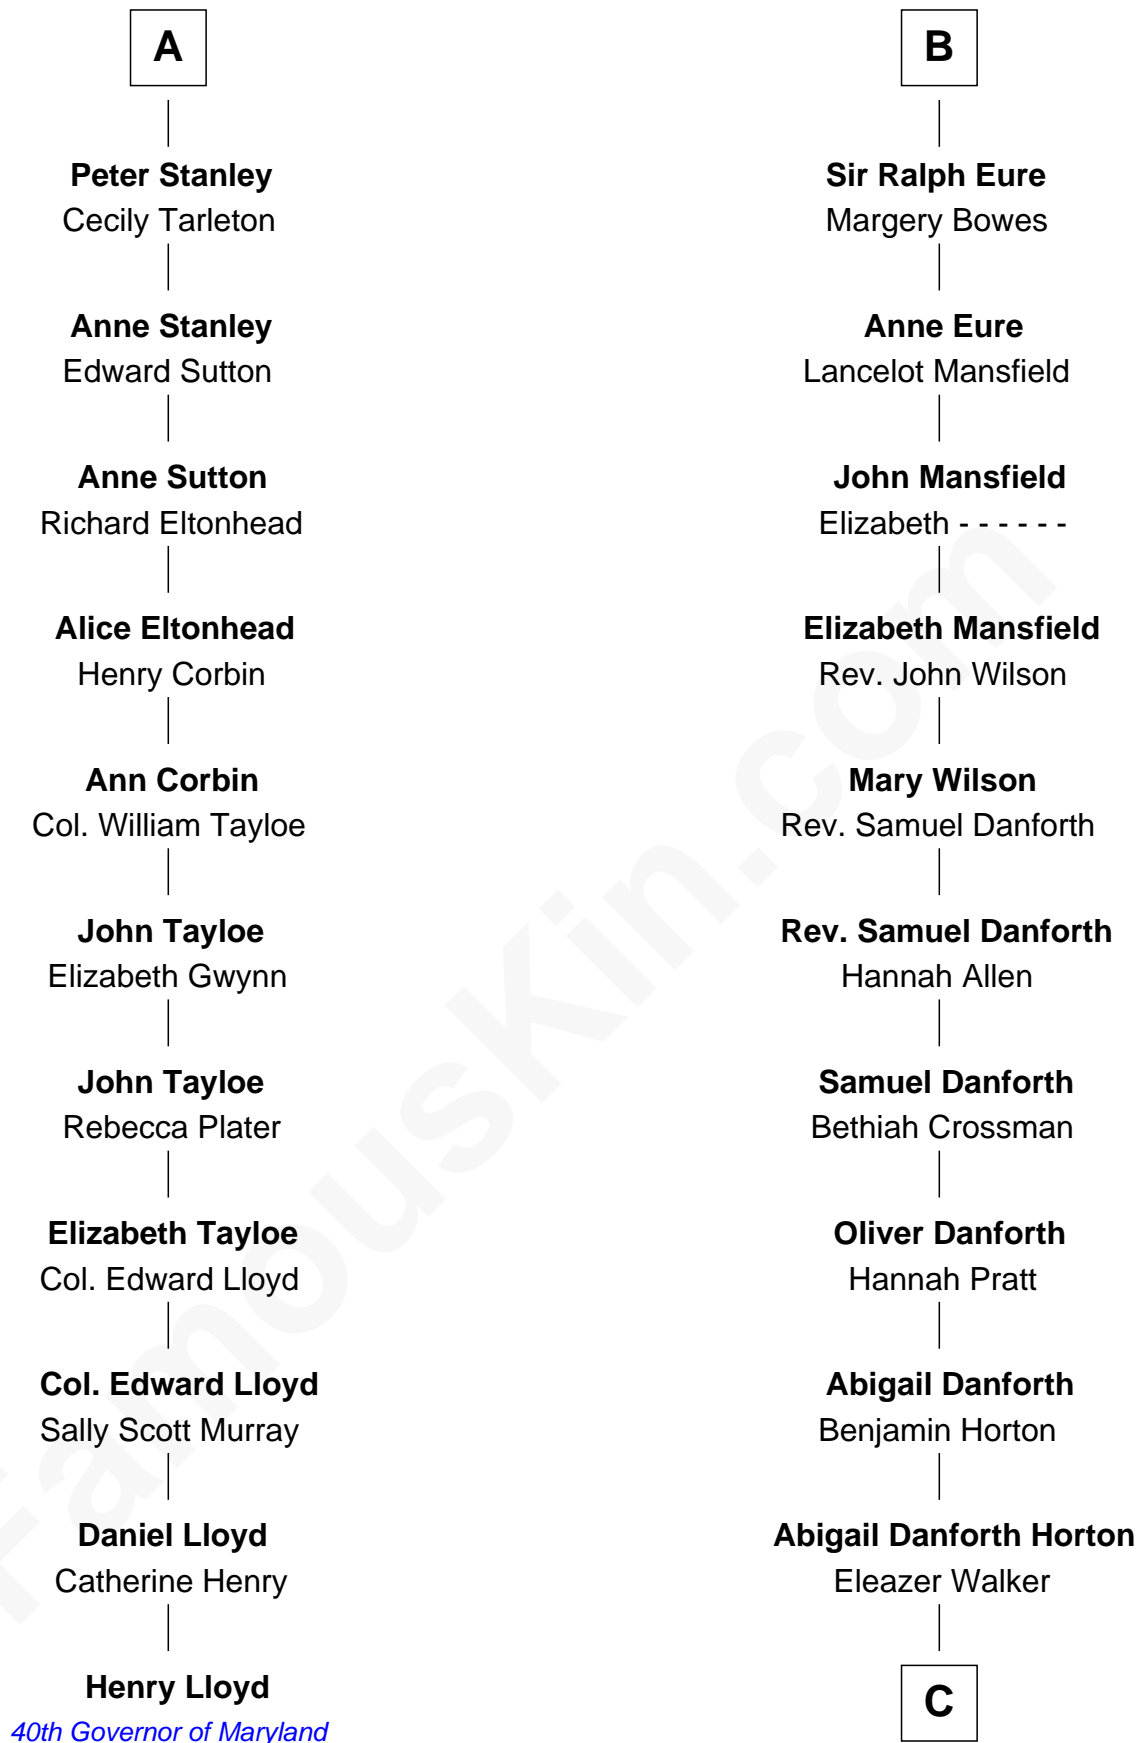 A
Peter Stanley
Cecily Tarleton
Anne Stanley
Edward Sutton
Anne Sutton
Richard Eltonhead
Alice Eltonhead
Henry Corbin
Ann Corbin
Col. William Tayloe
John Tayloe
Elizabeth Gwynn
John Tayloe
Rebecca Plater
Elizabeth Tayloe
Col. Edward Lloyd
Col. Edward Lloyd
Sally Scott Murray
Daniel Lloyd
Catherine Henry
Henry Lloyd
40th Governor of Maryland
B
Sir Ralph Eure
Margery Bowes
Anne Eure
Lancelot Mansfield
John Mansfield
Elizabeth - - - - - -
Elizabeth Mansfield
Rev. John Wilson
Mary Wilson
Rev. Samuel Danforth
Rev. Samuel Danforth
Hannah Allen
Samuel Danforth
Bethiah Crossman
Oliver Danforth
Hannah Pratt
Abigail Danforth
Benjamin Horton
Abigail Danforth Horton
Eleazer Walker
C
FamousKin.com